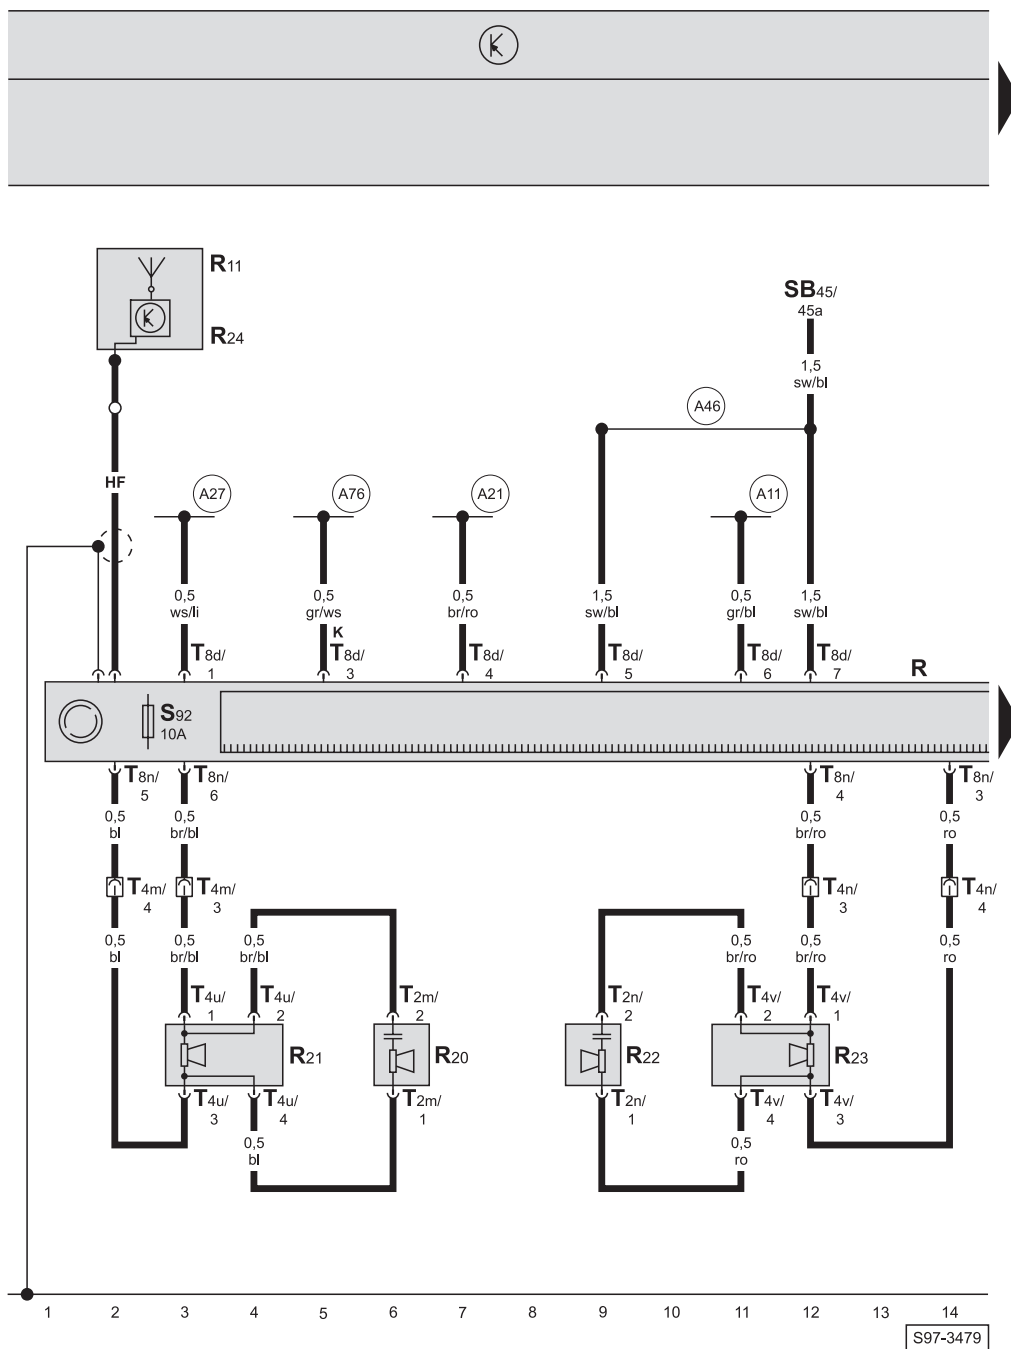 R11
R24
SB45/
45a
1,5
sw/bl
A46
HF
A27
A76
A21
A11
0,5
ws/li
0,5
gr/ws
K
0,5
br/ro
1,5
sw/bl
0,5
gr/bl
1,5
sw/bl
T8d/
1
T8d/
3
T8d/
4
T8d/
5
T8d/
6
T8d/
7
R
S92
10A
T8n/
5
T8n/
6
T8n/
4
T8n/
3
0,5
bl
0,5
br/bl
0,5
br/ro
0,5
ro
T4m/
4
T4m/
3
T4n/
3
T4n/
4
0,5
bl
0,5
br/bl
0,5
br/bl
0,5
br/ro
0,5
br/ro
0,5
ro
T4u/
1
T4u/
2
T2m/
2
T2n/
2
T4v/
2
T4v/
1
R21
R20
R22
R23
T4u/
3
T4u/
4
T2m/
1
T2n/
1
T4v/
4
T4v/
3
0,5
bl
0,5
ro
1 2 3 4 5 6 7 8 9 10 11 12 13 14
S97-3479